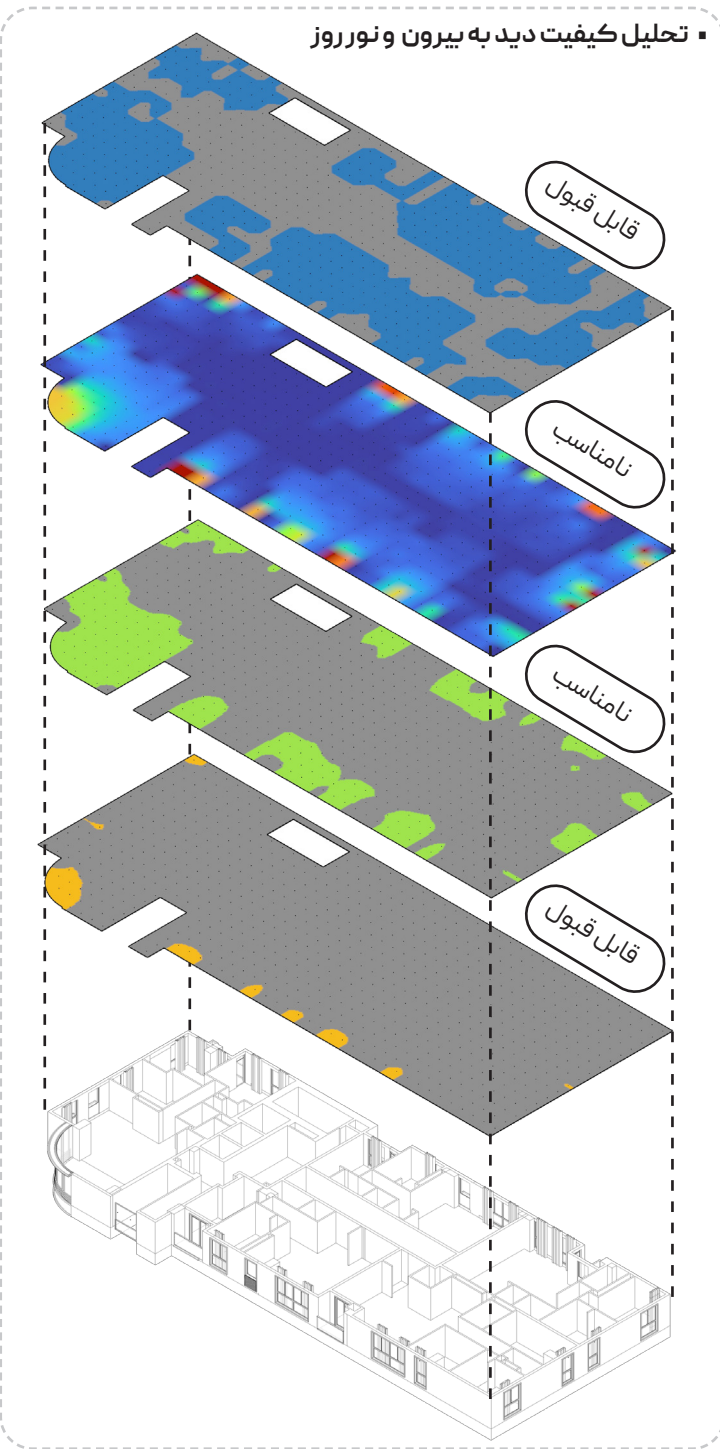 ▪ تحلیل کیفیت دید به بیرون و نور روز
قابل قبول
نامناسب
نامناسب
قابل قبول